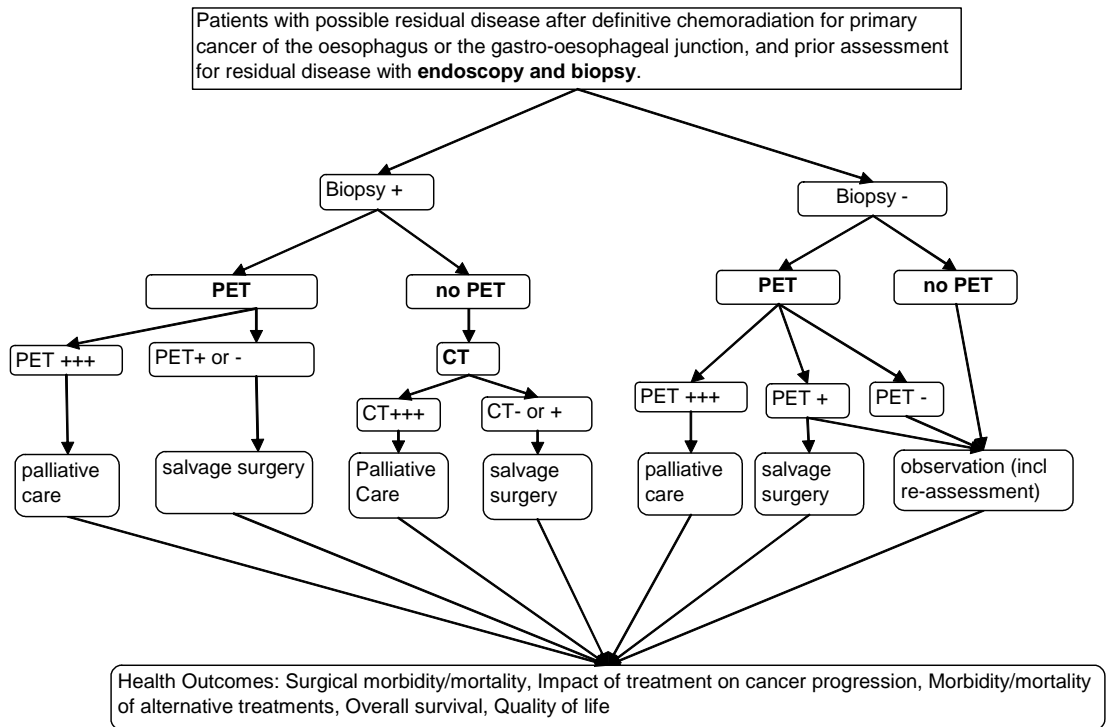 Patients with possible residual disease after definitive chemoradiation for primary
cancer of the oesophagus or the gastro-oesophageal junction, and prior assessment
for residual disease with endoscopy and biopsy.
Biopsy +
Biopsy -
PET
no PET
PET
no PET
PET +++
PET+ or -
CT
CT+++
CT- or +
PET +++
PET +
PET -
palliative
care
salvage surgery
Palliative
Care
salvage
surgery
palliative
care
salvage
surgery
observation (incl
re-assessment)
Health Outcomes: Surgical morbidity/mortality, Impact of treatment on cancer progression, Morbidity/mortality
of alternative treatments, Overall survival, Quality of life